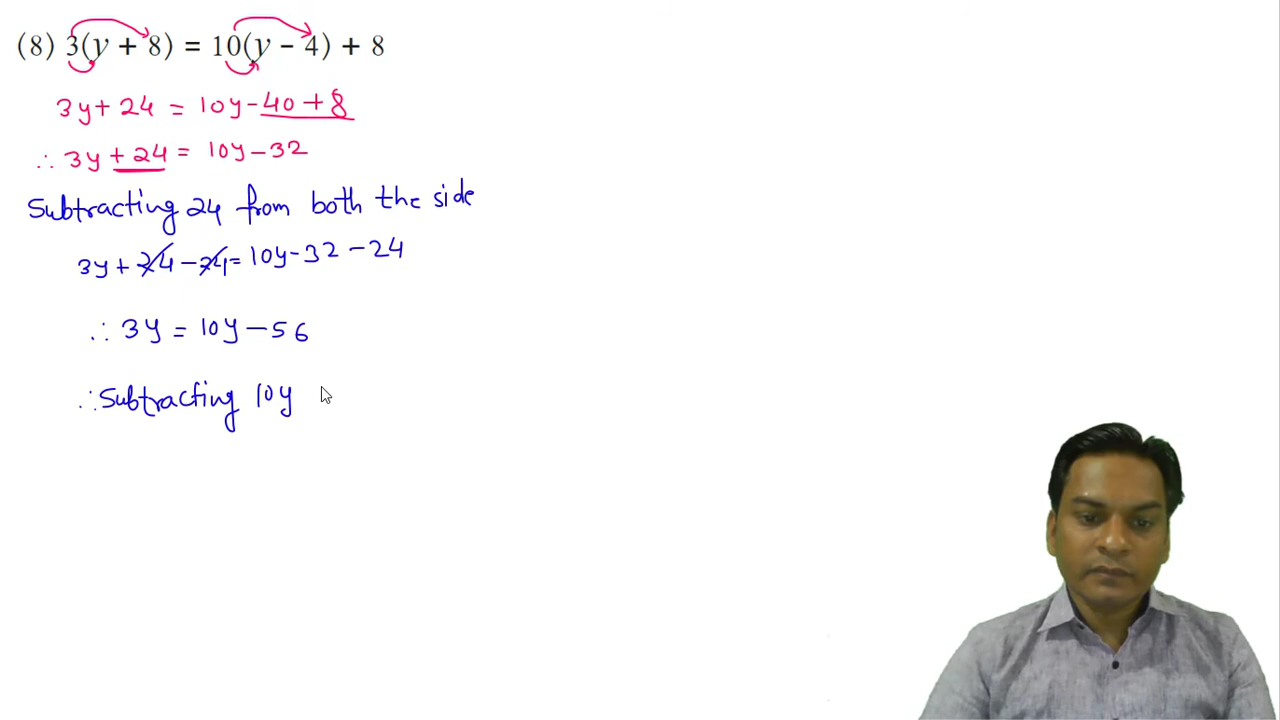 (8) 3(y + 8) = 10(y – 4) + 8
3y + 24 = 10y - 40 + 8
∴ 3y + 24 = 10y - 32
Subtracting 24 from both the side
3y + 24 - 24 = 10y - 32 - 24
∴ 3y = 10y - 56
∴ Subtracting 10y